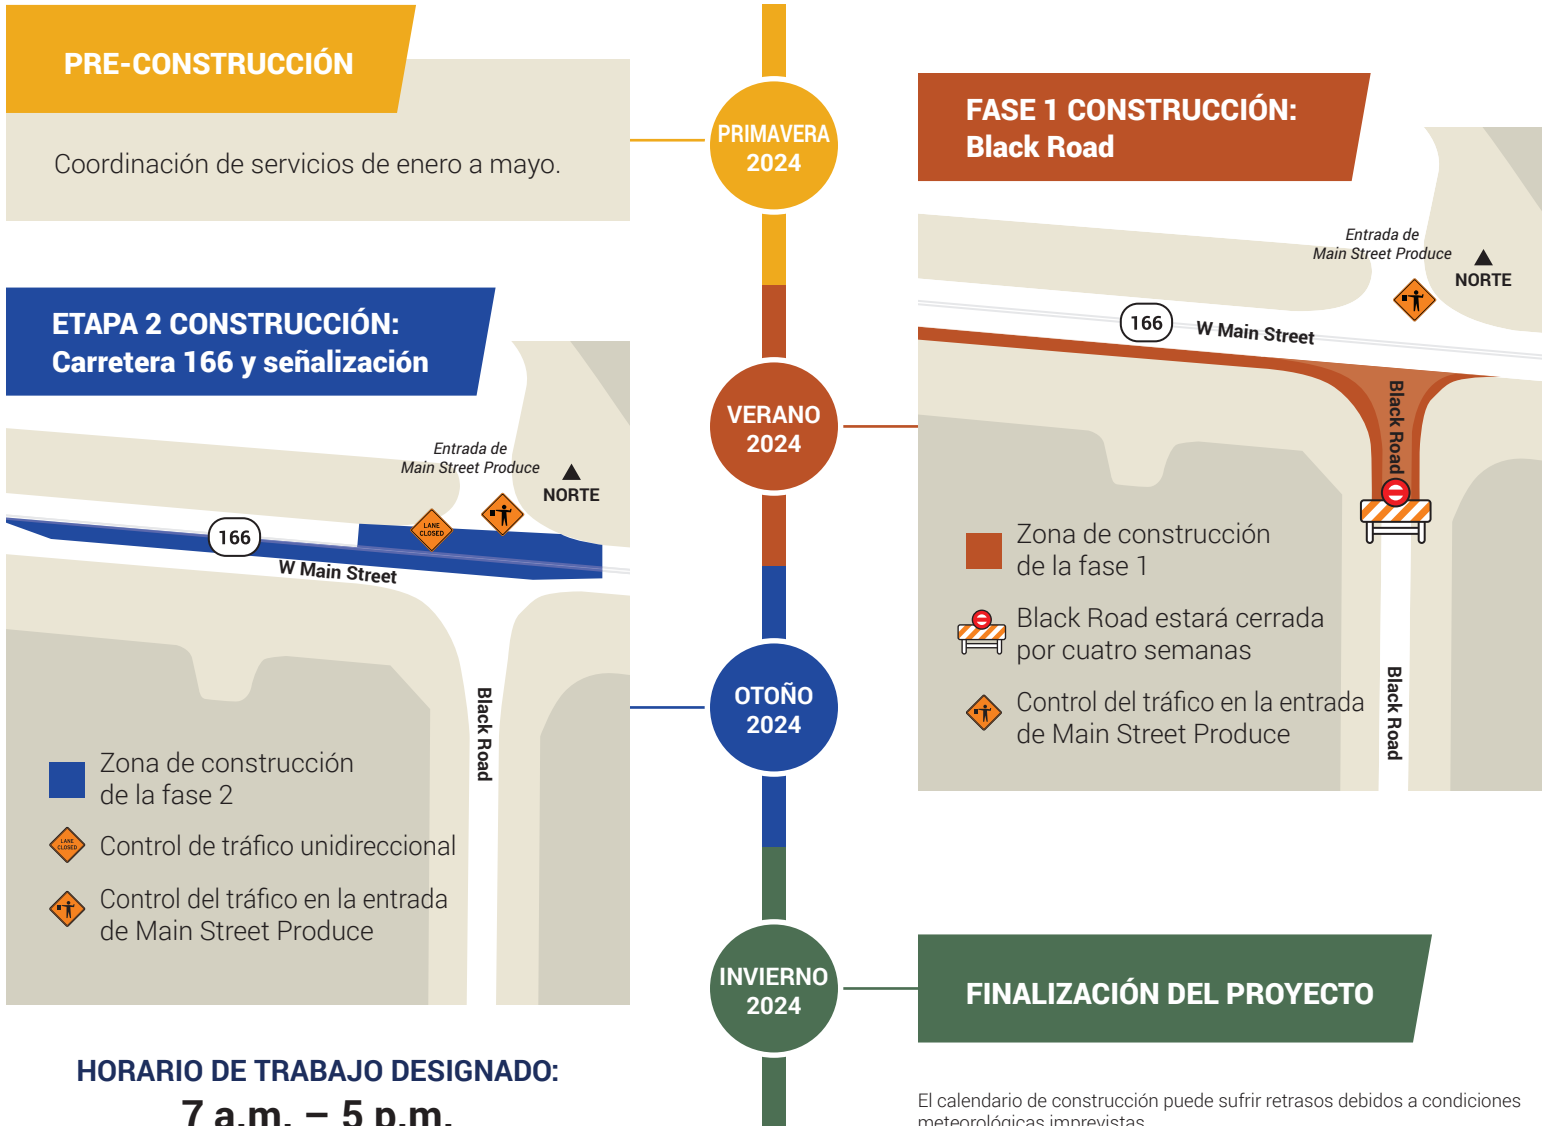 PRE-CONSTRUCCIÓN
Coordinación de servicios de enero a mayo.
PRIMAVERA
2024
FASE 1 CONSTRUCCIÓN:
Black Road
Entrada de
Main Street Produce
NORTE
166
W Main Street
Black Road
Zona de construcción
de la fase 1
Black Road estará cerrada
por cuatro semanas
Control del tráfico en la entrada
de Main Street Produce
Black Road
VERANO
2024
ETAPA 2 CONSTRUCCIÓN:
Carretera 166 y señalización
Entrada de
Main Street Produce
NORTE
LANE
CLOSED
166
W Main Street
Black Road
Zona de construcción
de la fase 2
LANE
CLOSED
Control de tráfico unidireccional
Control del tráfico en la entrada
de Main Street Produce
OTOÑO
2024
INVIERNO
2024
FINALIZACIÓN DEL PROYECTO
HORARIO DE TRABAJO DESIGNADO:
7 a.m. – 5 p.m.
El calendario de construcción puede sufrir retrasos debidos a condiciones
meteorológicas imprevistas